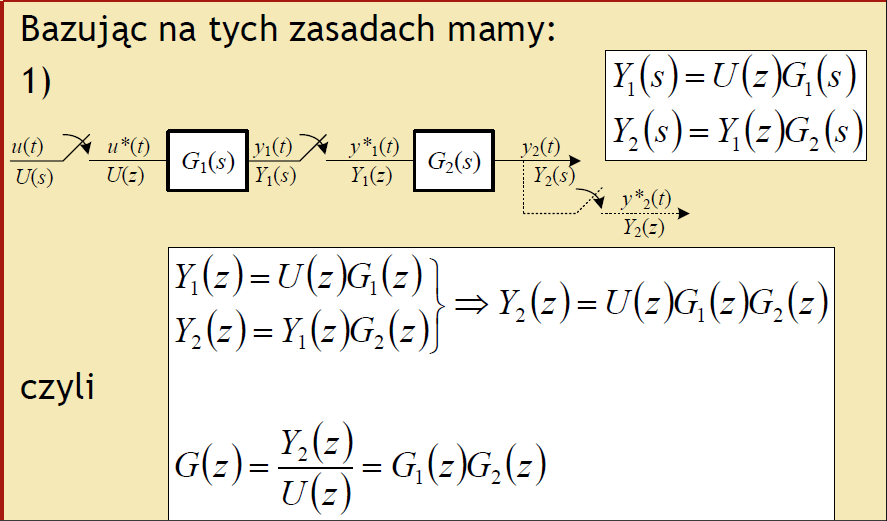 Bazując na tych zasadach mamy:
1)
Y₁(s) = U(z)G₁(s)
Y₂(s) = Y₁(z)G₂(s)
u(t) u*(t) G₁(s) y₁(t) y*₁(t) G₂(s) y₂(t)
U(s) U(z) Y₁(s) Y₁(z) Y₂(s)
y*₂(t)
Y₂(z)
Y₁(z) = U(z)G₁(z)
Y₂(z) = Y₁(z)G₂(z) } ⇒ Y₂(z) = U(z)G₁(z)G₂(z)
czyli
G(z) = Y₂(z) / U(z) = G₁(z)G₂(z)